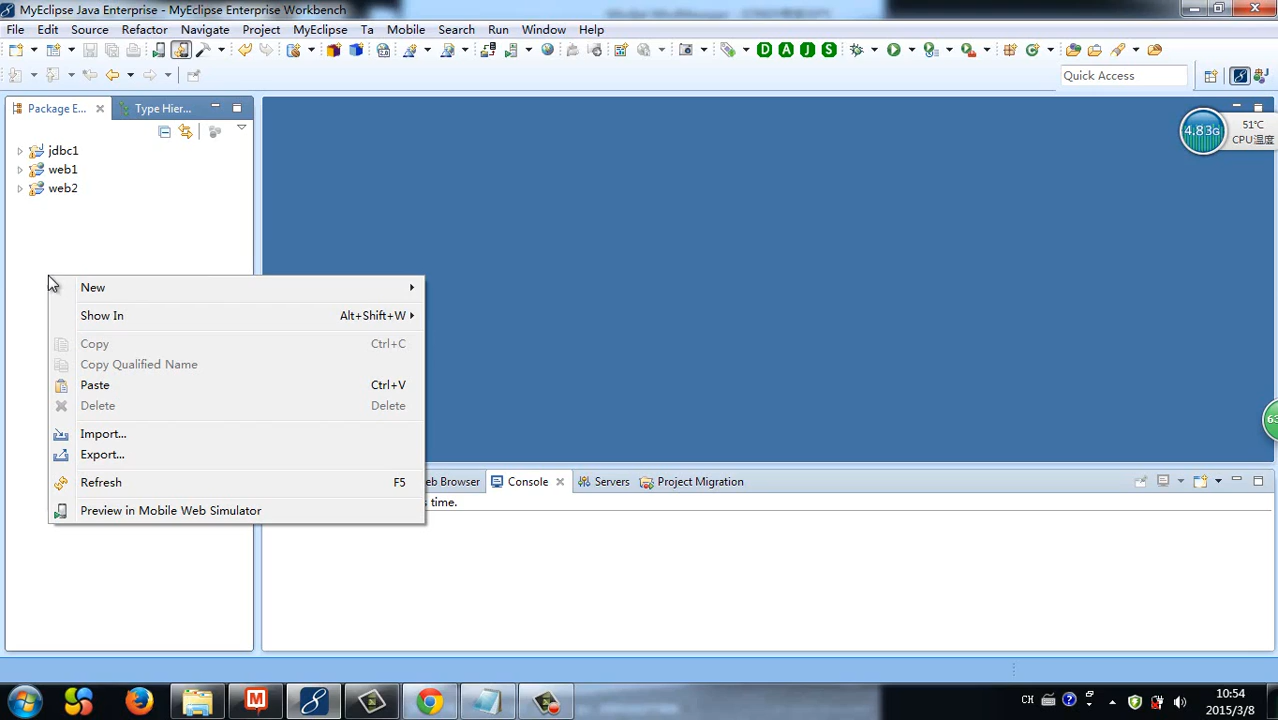 MyEclipse Java Enterprise - MyEclipse Enterprise Workbench
File Edit Source Refactor Navigate Project MyEclipse Ta Mobile Search Run Window Help
D A J S
Quick Access
Package E... Type Hier...
4.83G
51°C
CPU温度
jdbc1
web1
web2
New
Show In Alt+Shift+W
Copy Ctrl+C
Copy Qualified Name
Paste Ctrl+V
Delete Delete
Import...
Export...
Refresh F5
Preview in Mobile Web Simulator
63
eb Browser Console Servers Project Migration
s time.
CH
10:54
2015/3/8